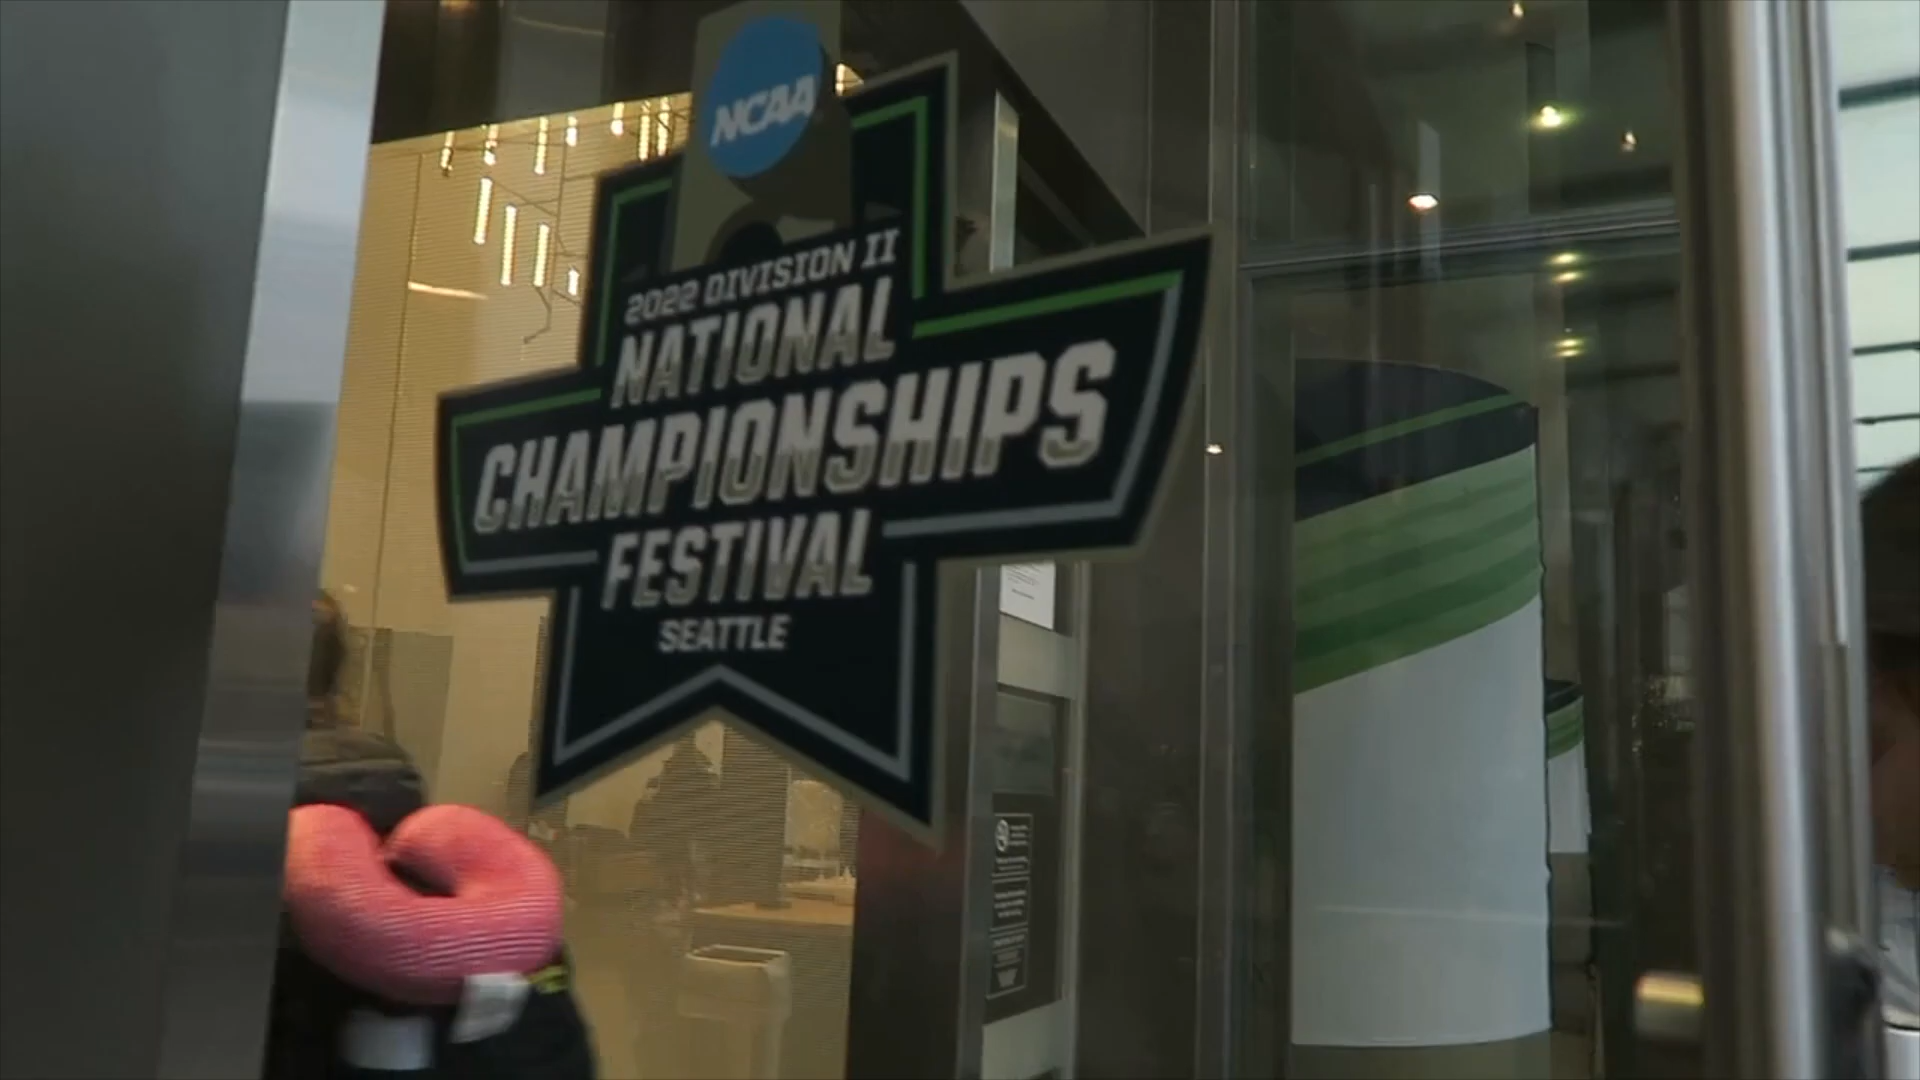 NCAA
2022 DIVISION II
NATIONAL
CHAMPIONSHIPS
FESTIVAL
SEATTLE